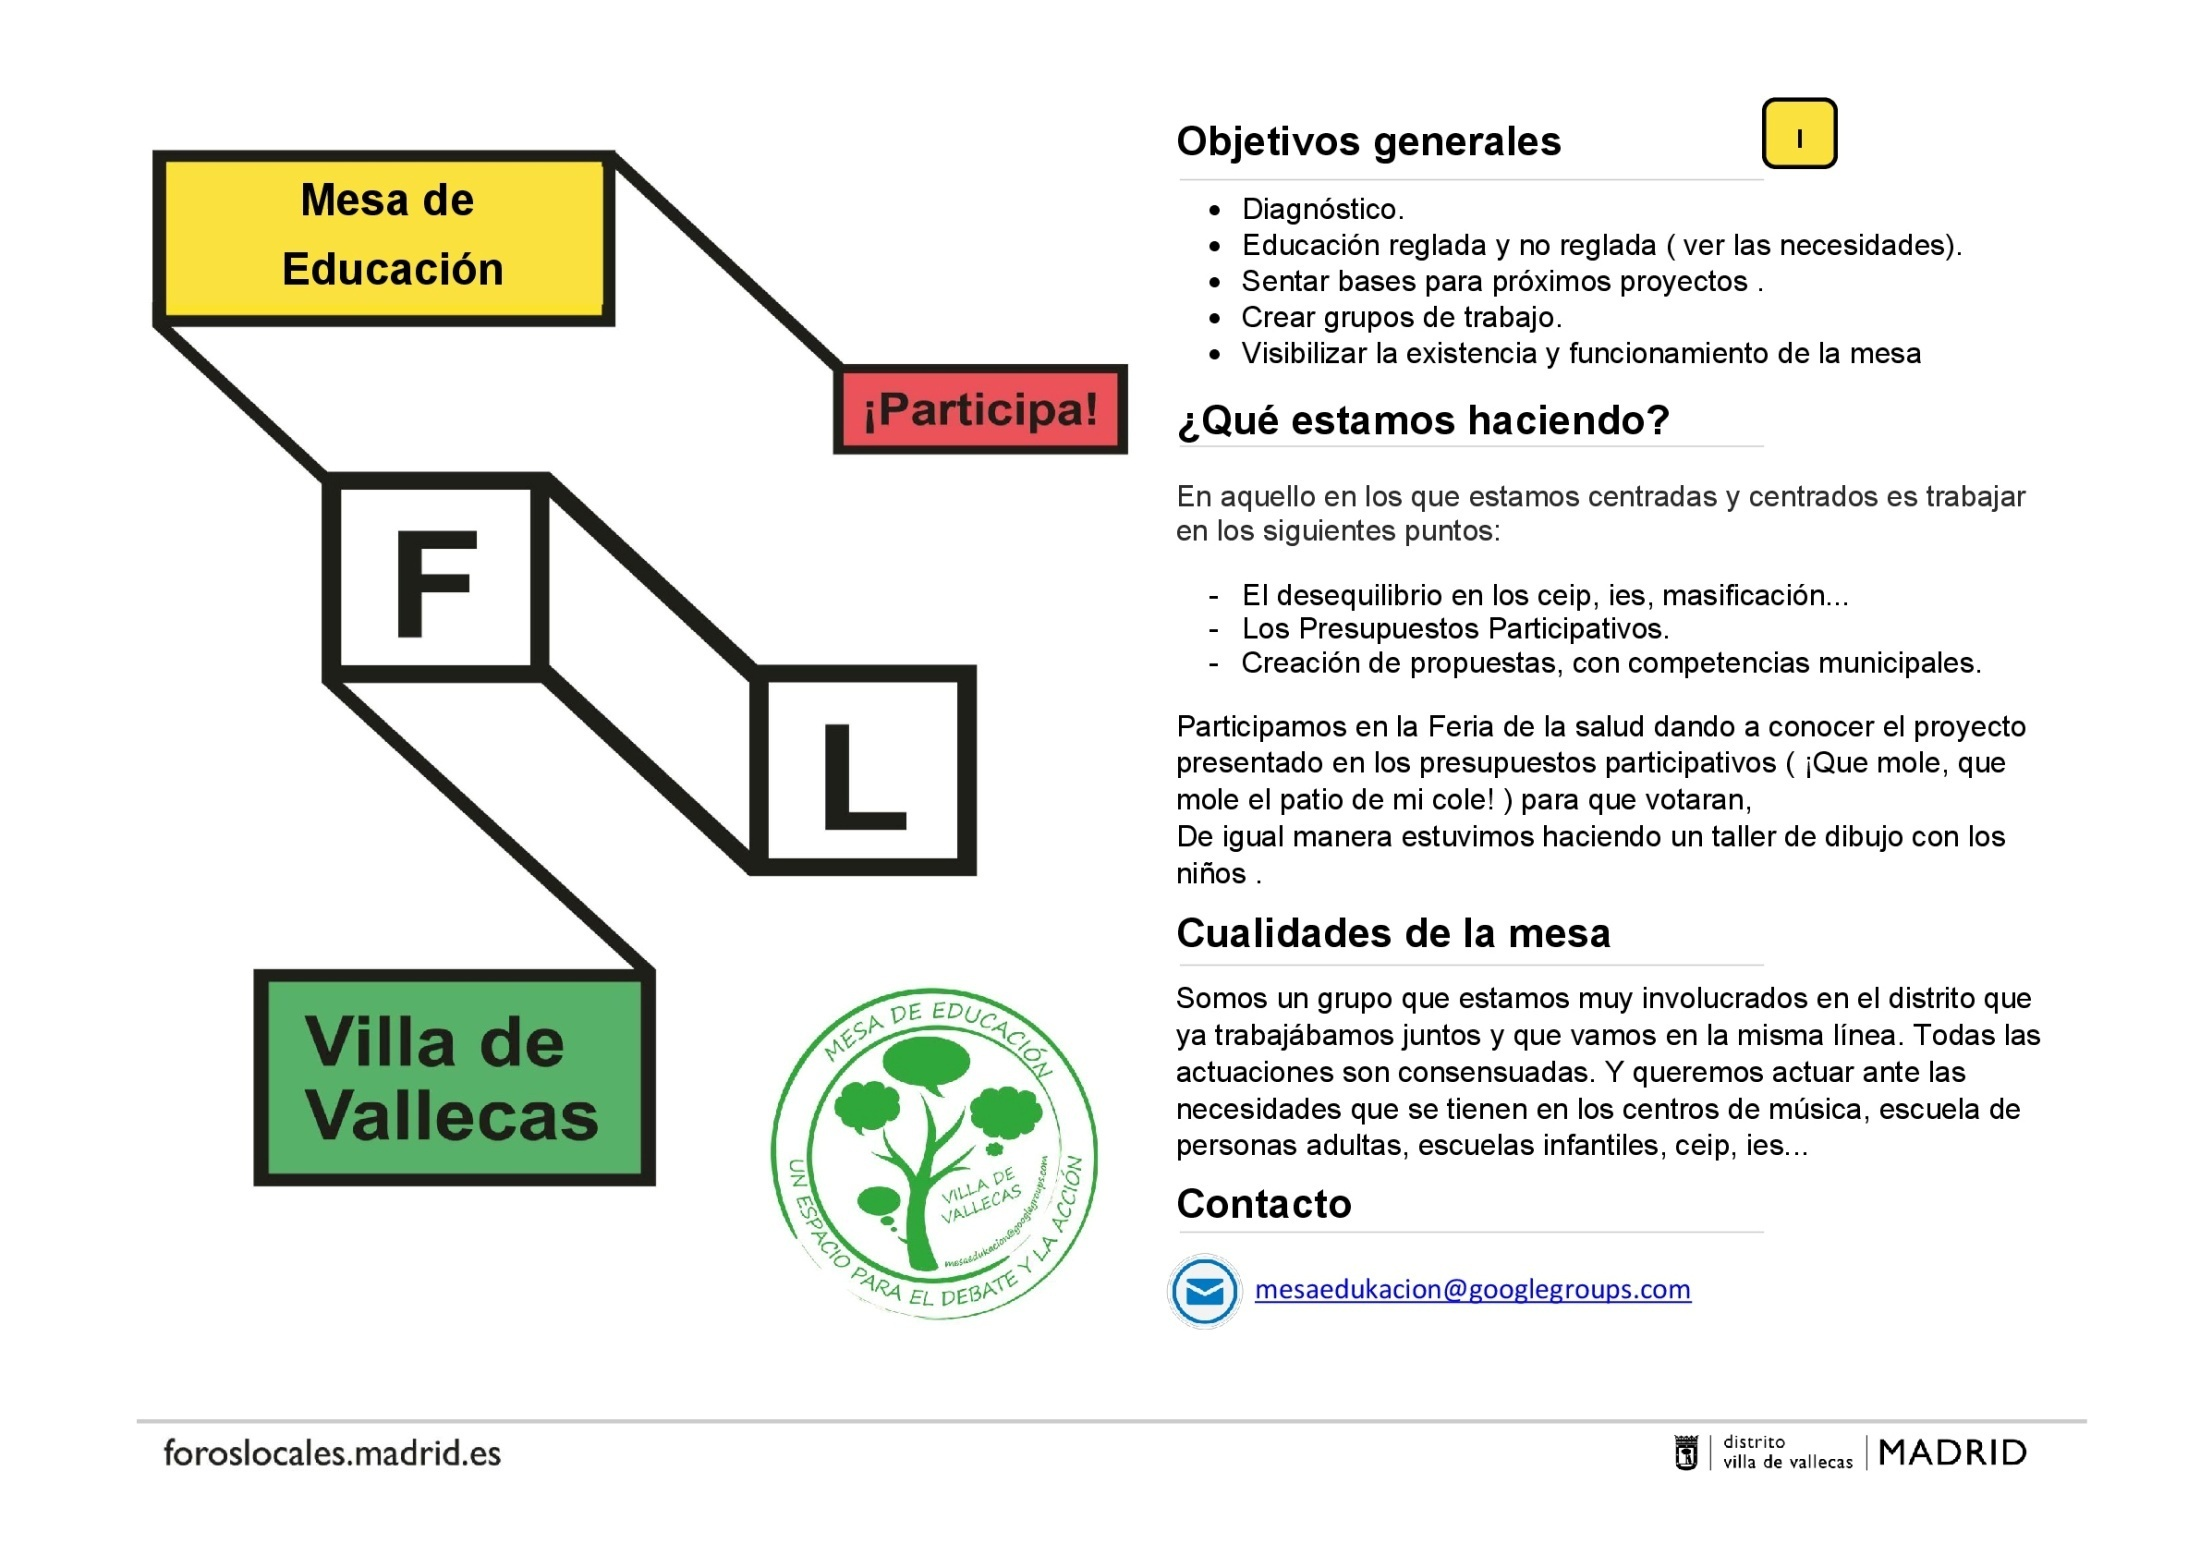 Mesa de
Educación
¡Participa!
F
L
Villa de
Vallecas
MESA DE EDUCACIÓN
VILLA DE
VALLECAS
mesaedukacion@googlegroups.com
UN ESPACIO PARA EL DEBATE Y LA ACCIÓN
Objetivos generales
I
• Diagnóstico.
• Educación reglada y no reglada ( ver las necesidades).
• Sentar bases para próximos proyectos .
• Crear grupos de trabajo.
• Visibilizar la existencia y funcionamiento de la mesa
¿Qué estamos haciendo?
En aquello en los que estamos centradas y centrados es trabajar
en los siguientes puntos:
- El desequilibrio en los ceip, ies, masificación...
- Los Presupuestos Participativos.
- Creación de propuestas, con competencias municipales.
Participamos en la Feria de la salud dando a conocer el proyecto
presentado en los presupuestos participativos ( ¡Que mole, que
mole el patio de mi cole! ) para que votaran,
De igual manera estuvimos haciendo un taller de dibujo con los
niños .
Cualidades de la mesa
Somos un grupo que estamos muy involucrados en el distrito que
ya trabajábamos juntos y que vamos en la misma línea. Todas las
actuaciones son consensuadas. Y queremos actuar ante las
necesidades que se tienen en los centros de música, escuela de
personas adultas, escuelas infantiles, ceip, ies...
Contacto
mesaedukacion@googlegroups.com
foroslocales.madrid.es
distrito
villa de vallecas
MADRID